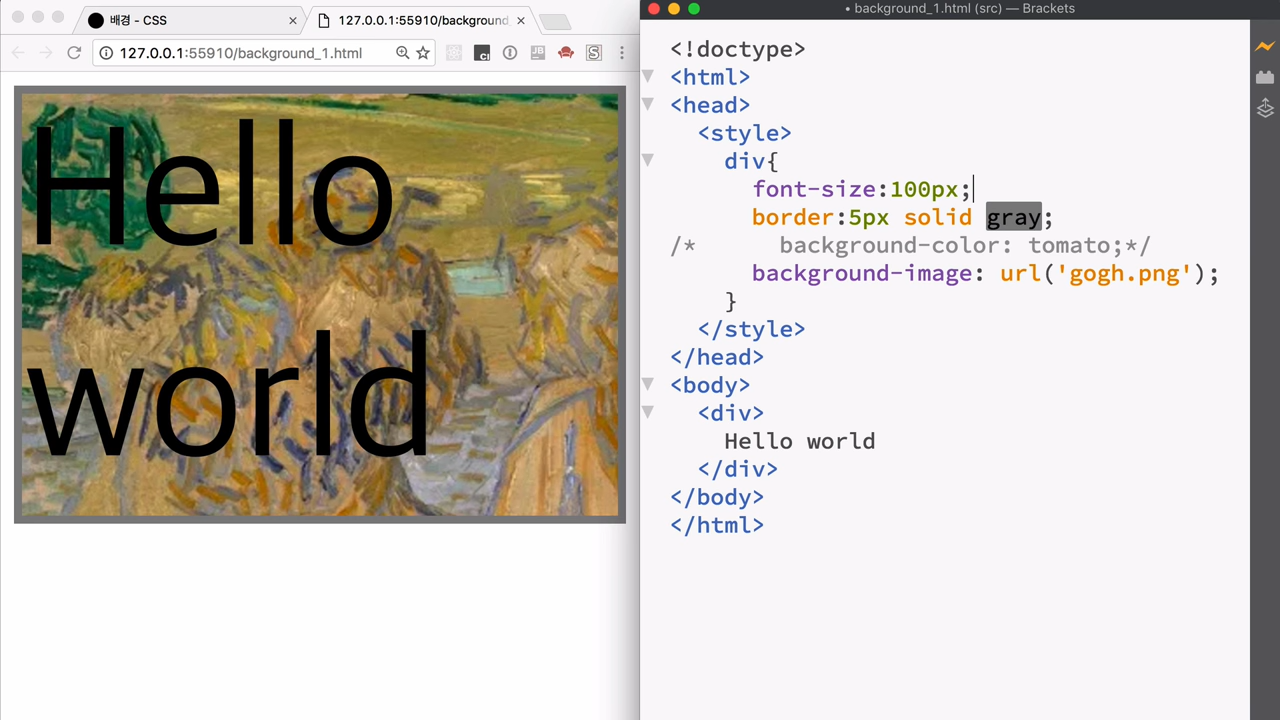 배경 - CSS
127.0.0.1:55910/background
127.0.0.1:55910/background_1.html
Hello
world
• background_1.html (src) — Brackets
<!doctype>
<html>
<head>
<style>
div{
font-size:100px;
border:5px solid gray;
/* background-color: tomato;*/
background-image: url('gogh.png');
}
</style>
</head>
<body>
<div>
Hello world
</div>
</body>
</html>